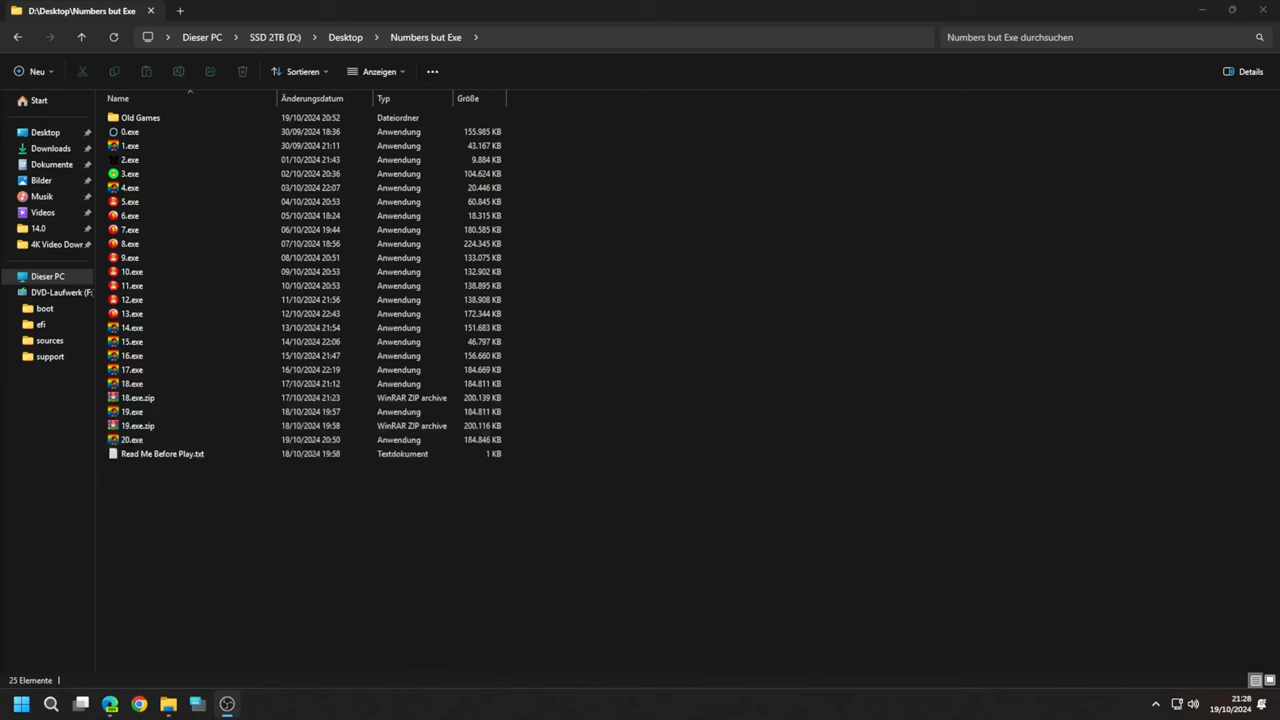 D:\Desktop\Numbers but Exe
Dieser PC > SSD 2TB (D:) > Desktop > Numbers but Exe >
Numbers but Exe durchsuchen
Neu
Sortieren
Anzeigen
Details
Start
Desktop
Downloads
Dokumente
Bilder
Musik
Videos
14.0
4K Video Down
Dieser PC
DVD-Laufwerk (F:
boot
efi
sources
support
Name Änderungsdatum Typ Größe
Old Games 19/10/2024 20:52 Dateiordner
0.exe 30/09/2024 18:36 Anwendung 155.985 KB
1.exe 30/09/2024 21:11 Anwendung 43.167 KB
2.exe 01/10/2024 21:43 Anwendung 9.884 KB
3.exe 02/10/2024 20:36 Anwendung 104.624 KB
4.exe 03/10/2024 22:07 Anwendung 20.446 KB
5.exe 04/10/2024 20:53 Anwendung 60.845 KB
6.exe 05/10/2024 18:24 Anwendung 18.315 KB
7.exe 06/10/2024 19:44 Anwendung 180.585 KB
8.exe 07/10/2024 18:56 Anwendung 224.345 KB
9.exe 08/10/2024 20:51 Anwendung 133.075 KB
10.exe 09/10/2024 20:53 Anwendung 132.902 KB
11.exe 10/10/2024 20:53 Anwendung 138.895 KB
12.exe 11/10/2024 21:56 Anwendung 138.908 KB
13.exe 12/10/2024 22:43 Anwendung 172.344 KB
14.exe 13/10/2024 21:54 Anwendung 151.683 KB
15.exe 14/10/2024 22:06 Anwendung 46.797 KB
16.exe 15/10/2024 21:47 Anwendung 156.660 KB
17.exe 16/10/2024 22:19 Anwendung 184.669 KB
18.exe 17/10/2024 21:12 Anwendung 184.811 KB
18.exe.zip 17/10/2024 21:23 WinRAR ZIP archive 200.139 KB
19.exe 18/10/2024 19:57 Anwendung 184.811 KB
19.exe.zip 18/10/2024 19:58 WinRAR ZIP archive 200.116 KB
20.exe 19/10/2024 20:50 Anwendung 184.846 KB
Read Me Before Play.txt 18/10/2024 19:58 Textdokument 1 KB
25 Elemente
21:28
19/10/2024